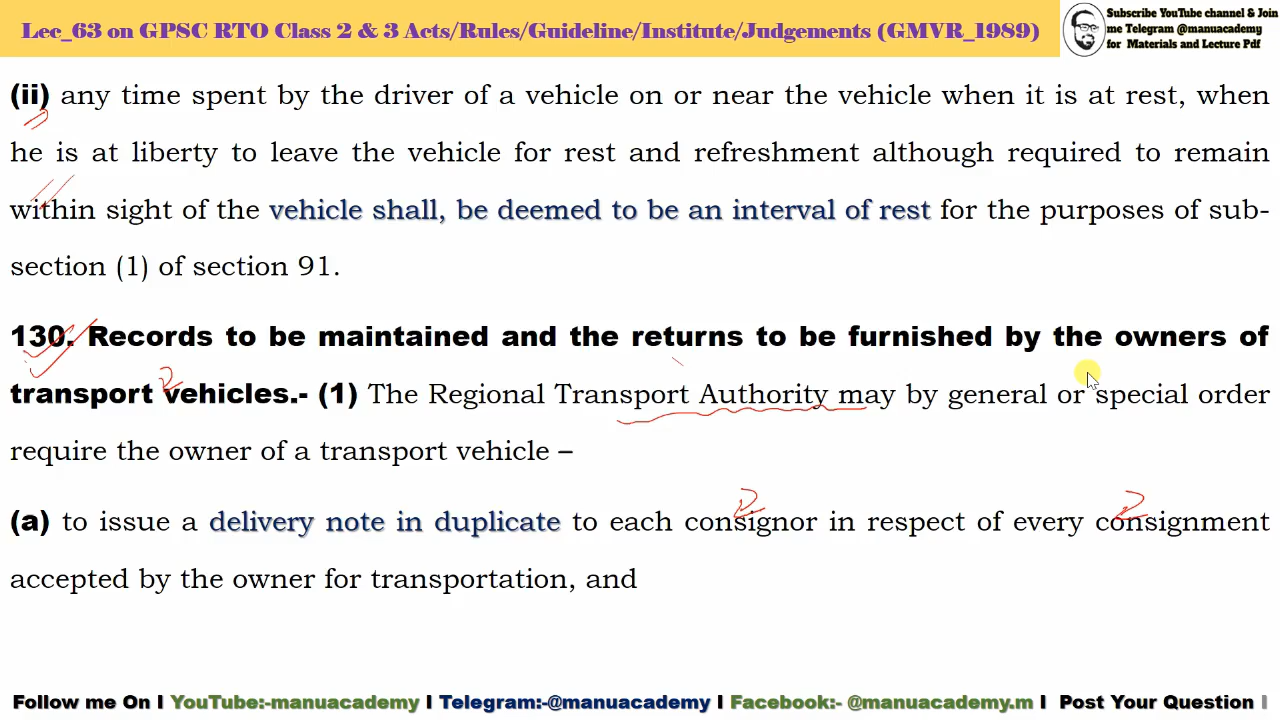 Lec_63 on GPSC RTO Class 2 & 3 Acts/Rules/Guideline/Institute/Judgements (GMVR_1989)
Subscribe YouTube channel & Join
me Telegram @manuacademy
for Materials and Lecture Pdf
(ii) any time spent by the driver of a vehicle on or near the vehicle when it is at rest, when
he is at liberty to leave the vehicle for rest and refreshment although required to remain
within sight of the vehicle shall, be deemed to be an interval of rest for the purposes of sub-
section (1) of section 91.
130. Records to be maintained and the returns to be furnished by the owners of
transport vehicles.- (1) The Regional Transport Authority may by general or special order
require the owner of a transport vehicle –
(a) to issue a delivery note in duplicate to each consignor in respect of every consignment
accepted by the owner for transportation, and
Follow me On I YouTube:-manuacademy I Telegram:-@manuacademy I Facebook:- @manuacademy.m I Post Your Question I